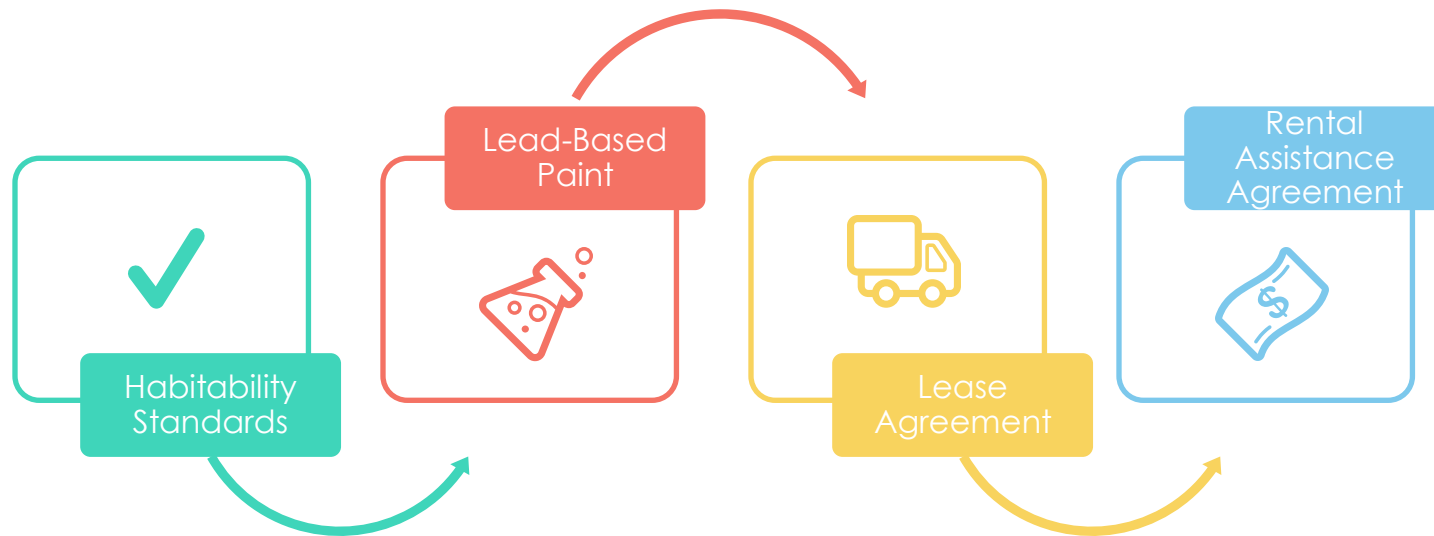 Habitability
Standards
Lead-Based
Paint
Lease
Agreement
Rental
Assistance
Agreement
$